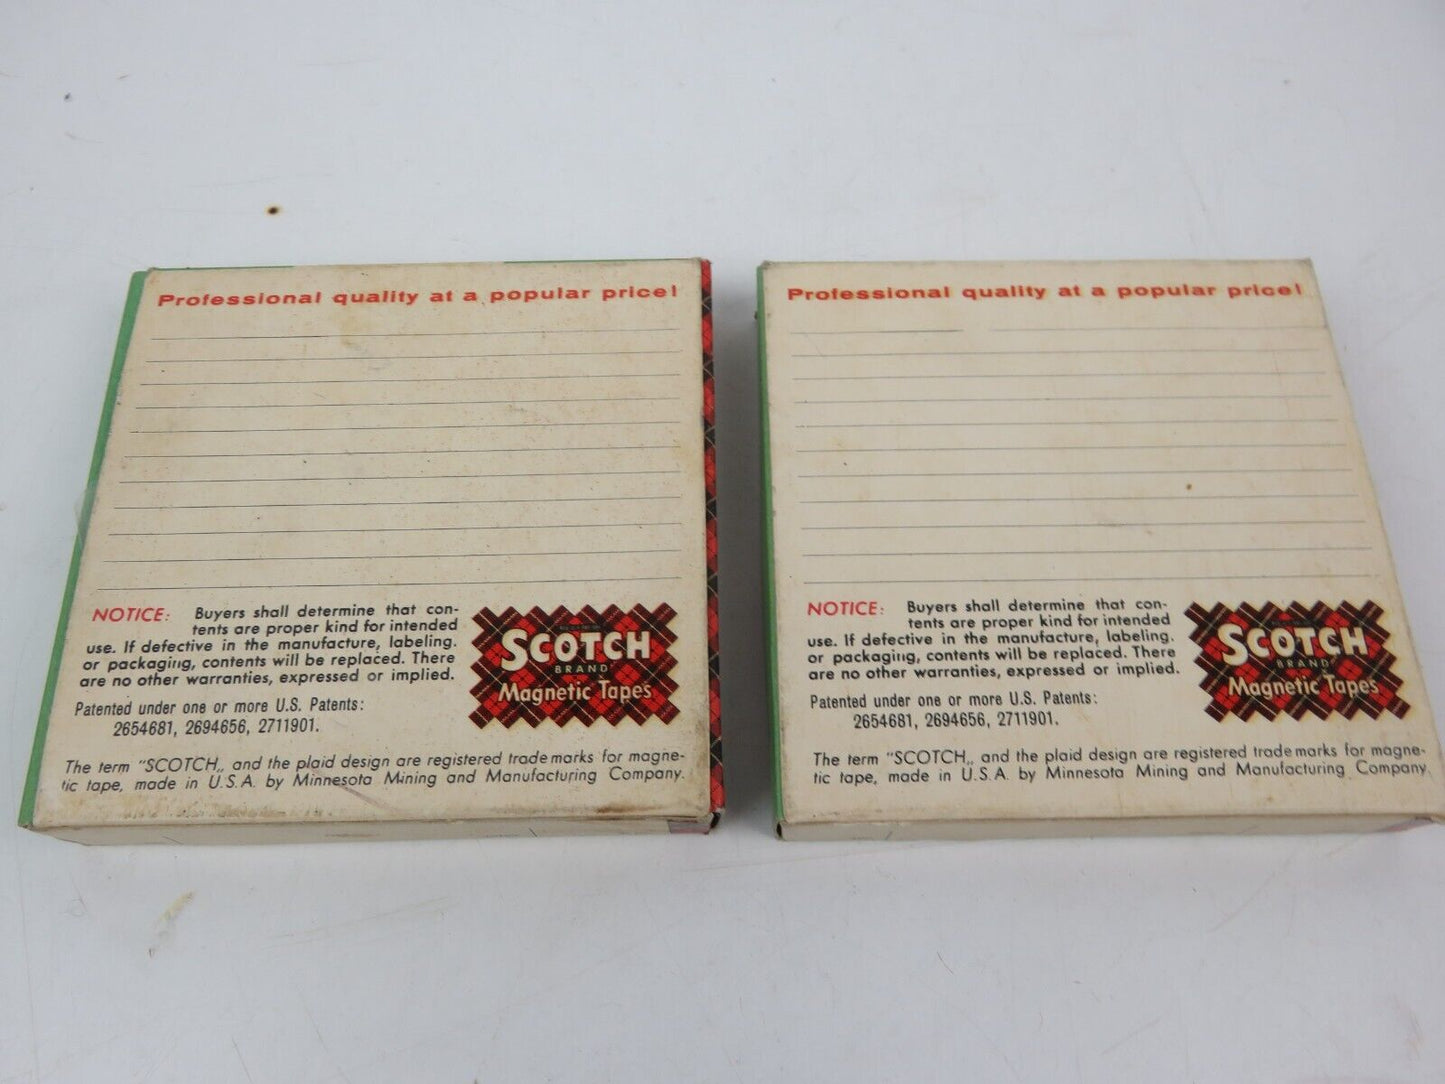 Professional quality at a popular price!
NOTICE: Buyers shall determine that con-
tents are proper kind for intended
use. If defective in the manufacture, labeling.
or packaging, contents will be replaced. There
are no other warranties, expressed or implied.
Patented under one or more U.S. Patents:
2654681, 2694656, 2711901.
SCOTCH
BRAND
Magnetic Tapes
The term "SCOTCH„ and the plaid design are registered trade marks for magne-
tic tape, made in U.S.A. by Minnesota Mining and Manufacturing Company.
Professional quality at a popular price!
NOTICE: Buyers shall determine that con-
tents are proper kind for intended
use. If defective in the manufacture, labeling.
or packaging, contents will be replaced. There
are no other warranties, expressed or implied.
Patented under one or more U.S. Patents:
2654681, 2694656, 2711901.
SCOTCH
BRAND
Magnetic Tapes
The term "SCOTCH„ and the plaid design are registered trade marks for magne-
tic tape, made in U.S.A. by Minnesota Mining and Manufacturing Company.